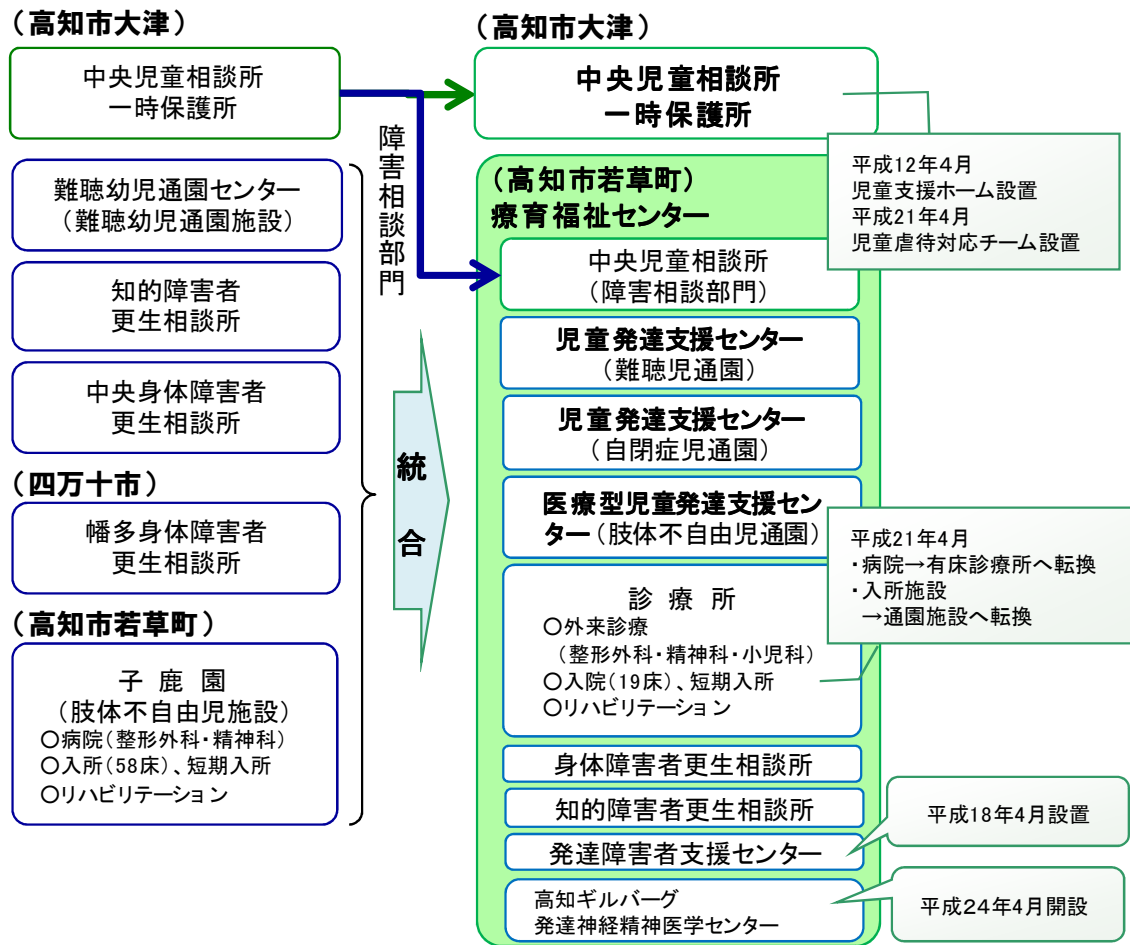 （高知市大津）
中央児童相談所
一時保護所
難聴幼児通園センター
（難聴幼児通園施設）
知的障害者
更生相談所
中央身体障害者
更生相談所
（四万十市）
幡多身体障害者
更生相談所
（高知市若草町）
子 鹿 園
（肢体不自由児施設）
○病院（整形外科・精神科）
○入所（58床）、短期入所
○リハビリテーション
障害相談部門
統合
（高知市大津）
中央児童相談所
一時保護所
（高知市若草町）
療育福祉センター
中央児童相談所
（障害相談部門）
児童発達支援センター
（難聴児通園）
児童発達支援センター
（自閉症児通園）
医療型児童発達支援セン
ター（肢体不自由児通園）
診 療 所
○外来診療
（整形外科・精神科・小児科）
○入院（19床）、短期入所
○リハビリテーション
身体障害者更生相談所
知的障害者更生相談所
発達障害者支援センター
高知ギルバーグ
発達神経精神医学センター
平成12年4月
児童支援ホーム設置
平成21年4月
児童虐待対応チーム設置
平成21年4月
・病院→有床診療所へ転換
・入所施設
→通園施設へ転換
平成18年4月設置
平成２４年4月開設